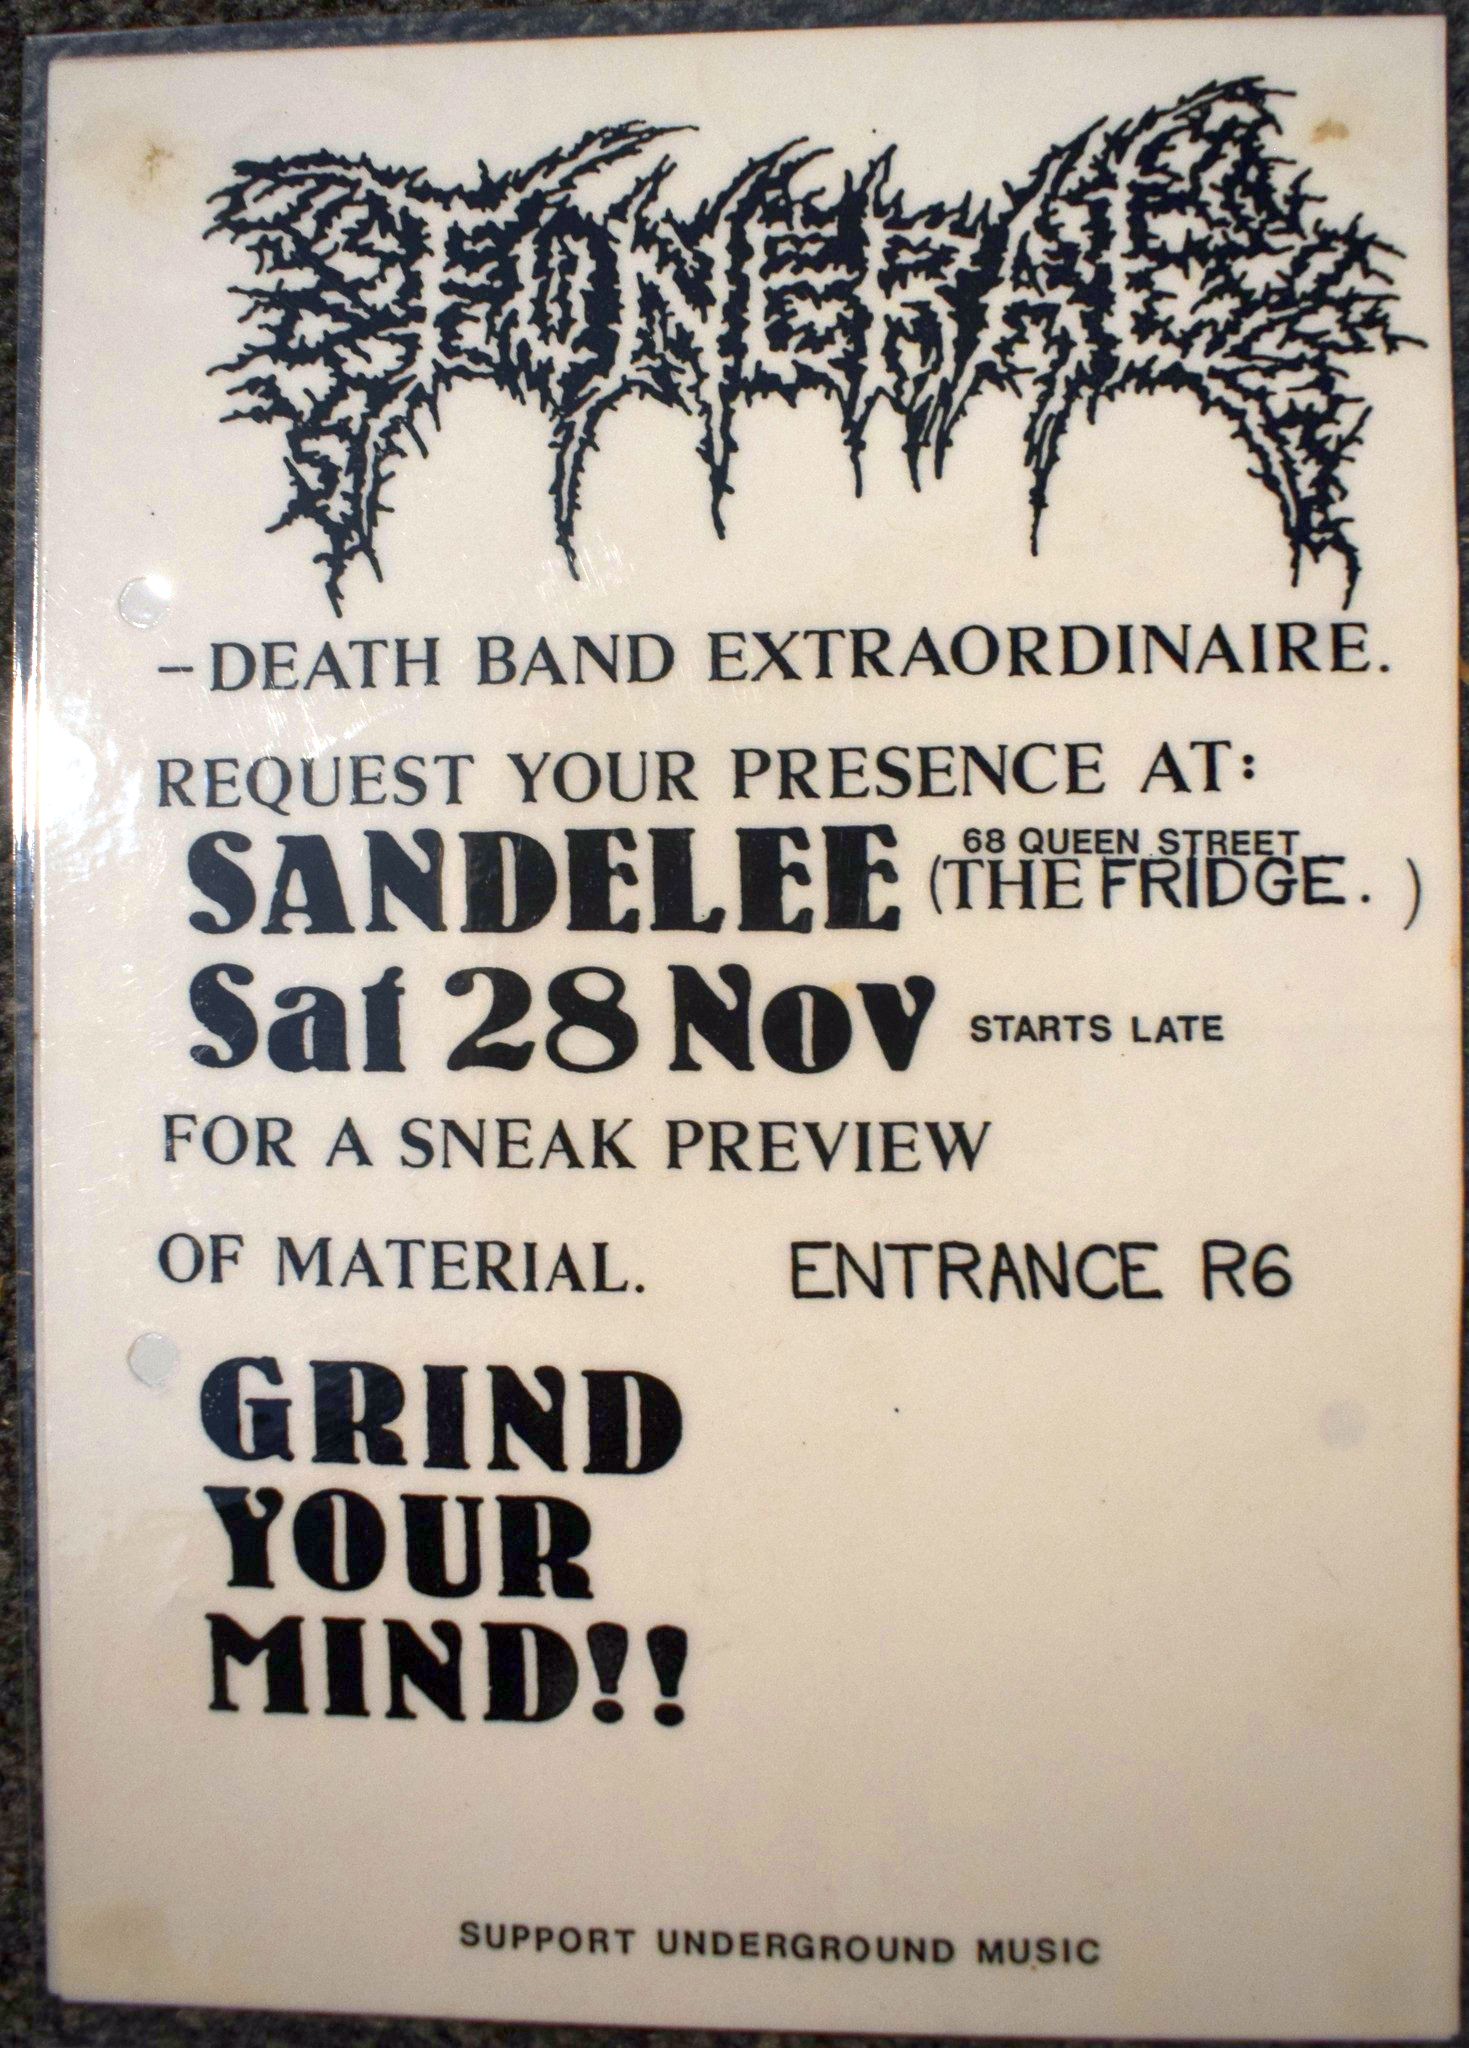 BONEYARD
– DEATH BAND EXTRAORDINAIRE.
REQUEST YOUR PRESENCE AT:
SANDELEE (THE FRIDGE. )
68 QUEEN STREET
Sat 28 Nov STARTS LATE
FOR A SNEAK PREVIEW
OF MATERIAL. ENTRANCE R6
GRIND
YOUR
MIND!!
SUPPORT UNDERGROUND MUSIC